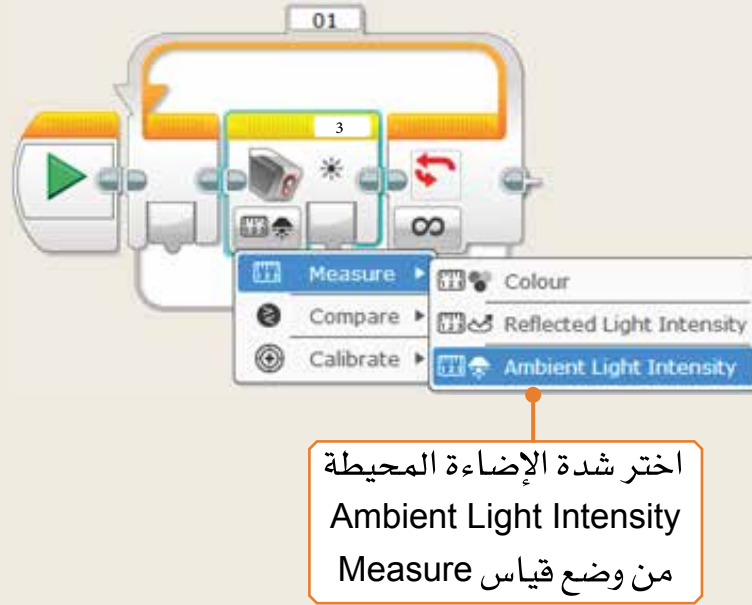 01
3
Measure
Compare
Calibrate
Colour
Reflected Light Intensity
Ambient Light Intensity
اختر شدة الإضاءة المحيطة
Ambient Light Intensity
من وضع قياس Measure